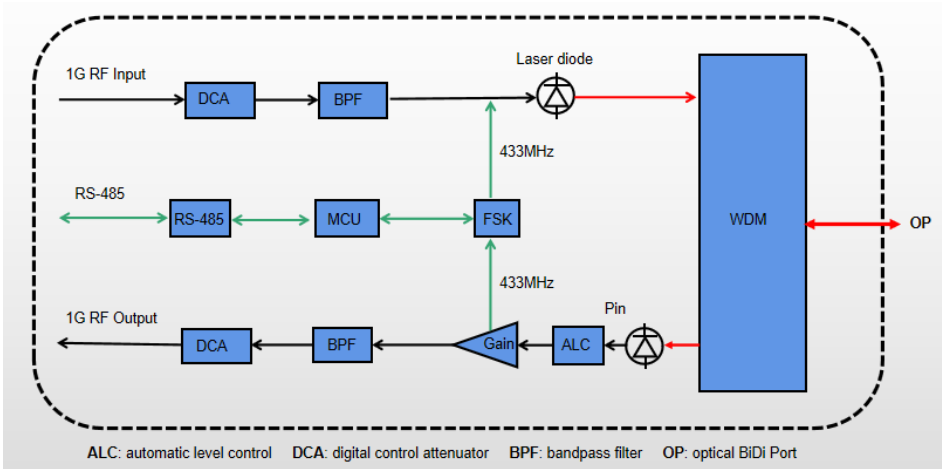 Laser diode
1G RF Input
DCA
BPF
433MHz
RS-485
RS-485
MCU
FSK
WDM
OP
433MHz
1G RF Output
Pin
DCA
BPF
Gain
ALC
ALC: automatic level control DCA: digital control attenuator BPF: bandpass filter OP: optical BiDi Port